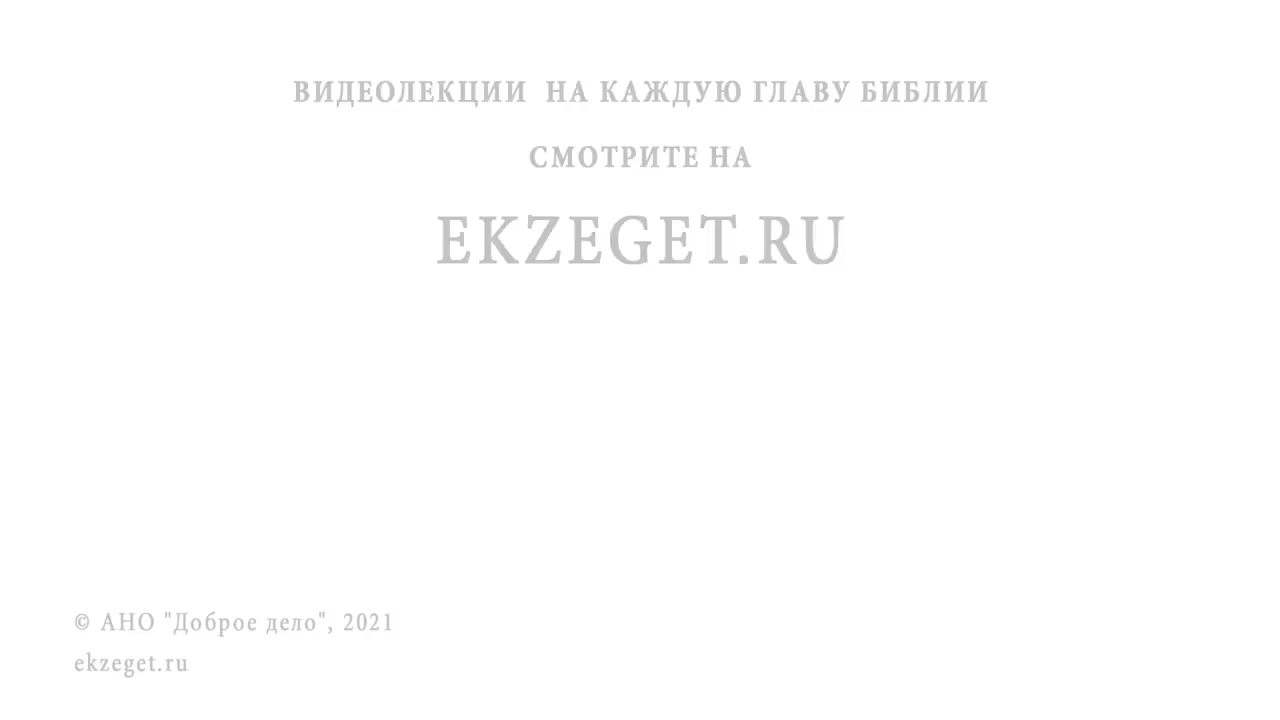 ВИДЕОЛЕКЦИИ НА КАЖДУЮ ГЛАВУ БИБЛИИ
СМОТРИТЕ НА
EKZEGET.RU
© АНО "Доброе дело", 2021
ekzeget.ru